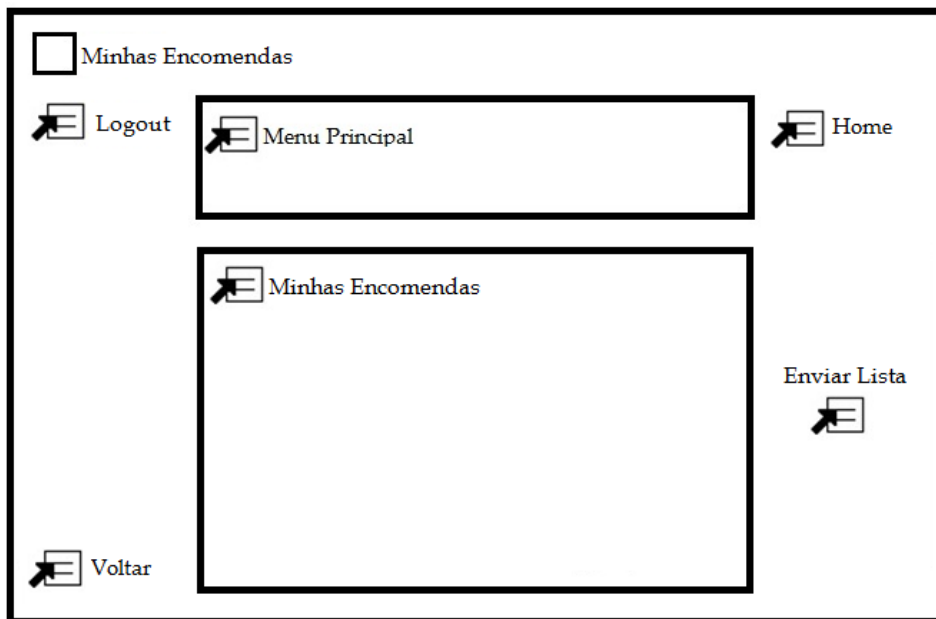 Minhas Encomendas
Logout
Menu Principal
Home
Minhas Encomendas
Enviar Lista
Voltar